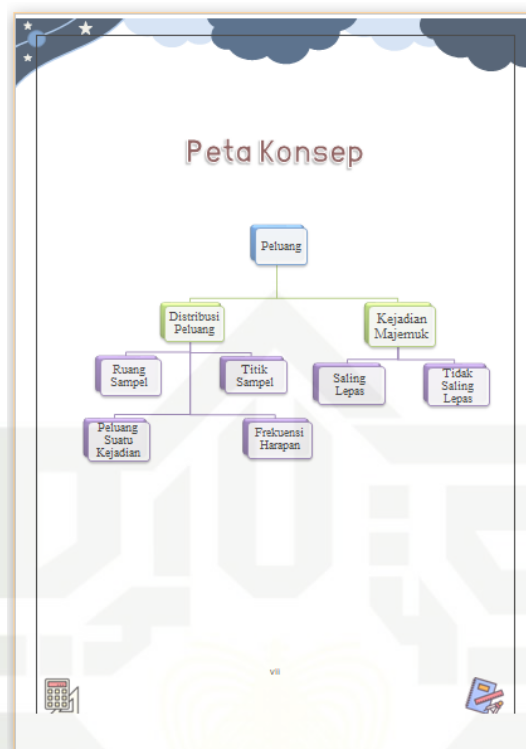 Peta Konsep
Peluang
Distribusi
Peluang
Kejadian
Majemuk
Ruang
Sampel
Titik
Sampel
Saling
Lepas
Tidak
Saling
Lepas
Peluang
Suatu
Kejadian
Frekuensi
Harapan
vii